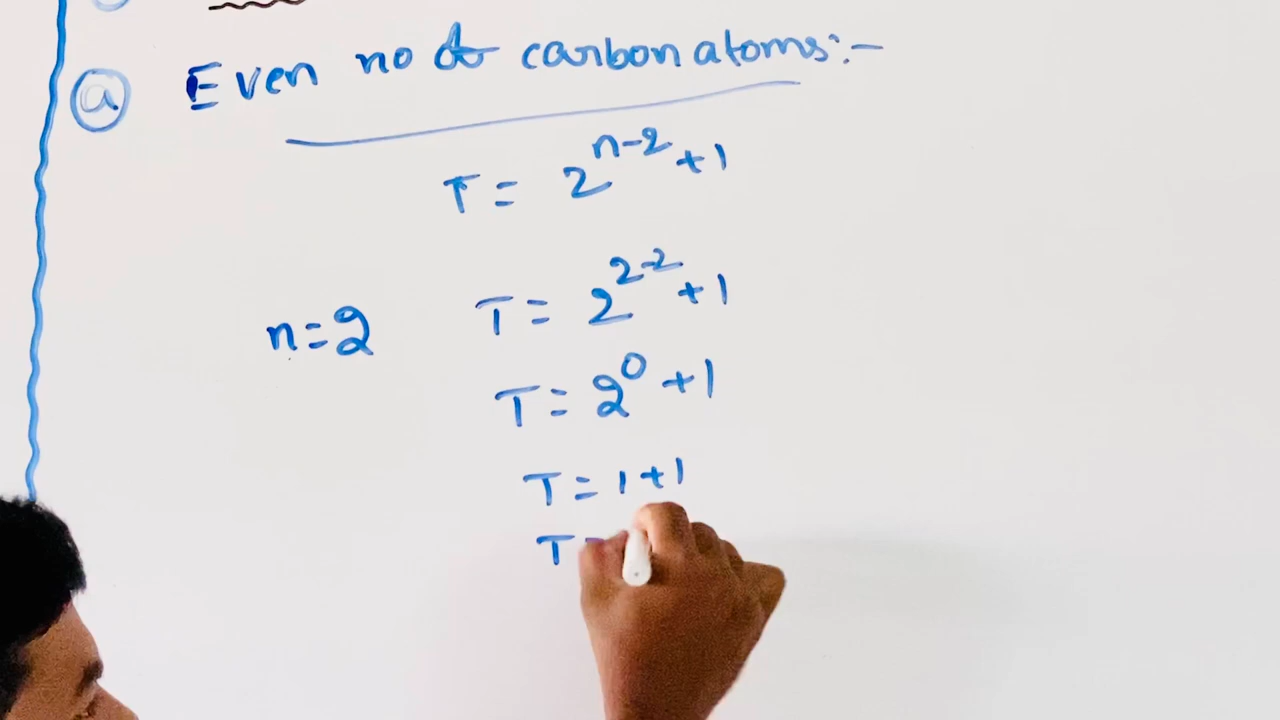 ⓐ Even no of carbon atoms:-
T = 2^{n-2} + 1
n = 2 T = 2^{2-2} + 1
T = 2^0 + 1
T = 1 + 1
T =